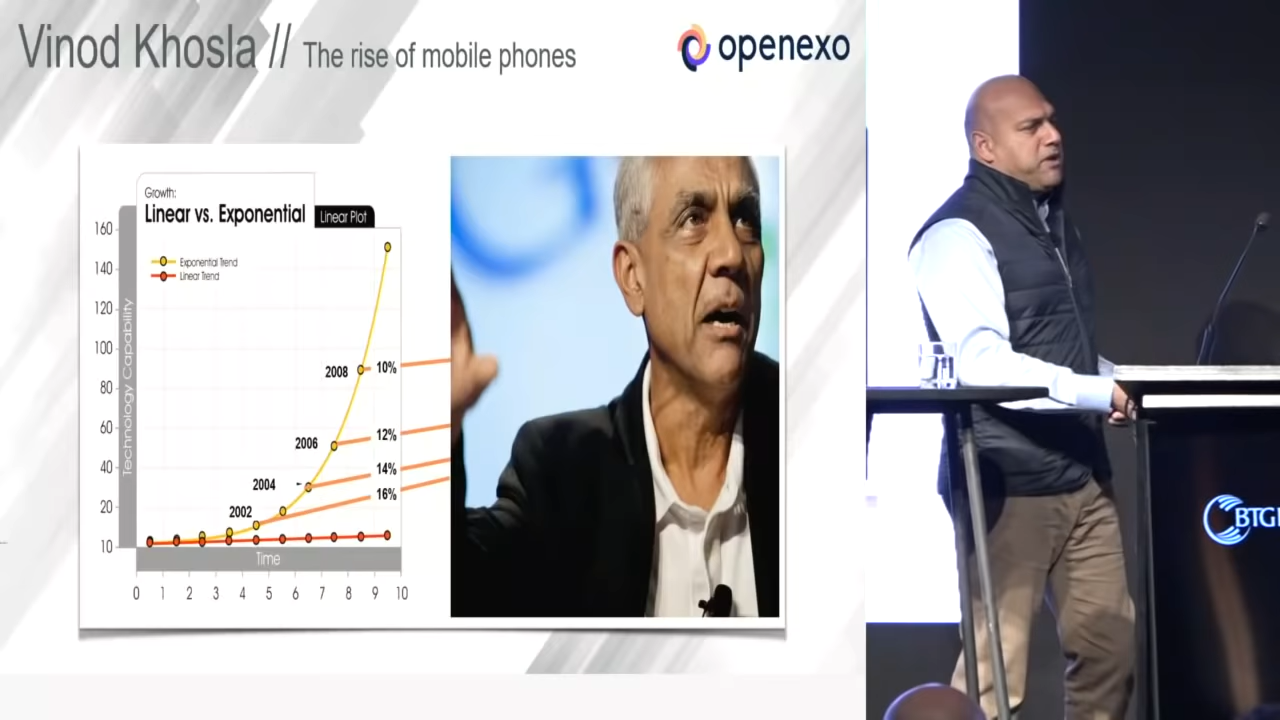 Vinod Khosla // The rise of mobile phones
openexo
Growth:
Linear vs. Exponential
Linear Plot
Exponential Trend
Linear Trend
Technology Capability
160
140
120
100
80
60
40
20
10
2008
10%
2006
12%
2004
14%
2002
16%
Time
0 1 2 3 4 5 6 7 8 9 10
BTG